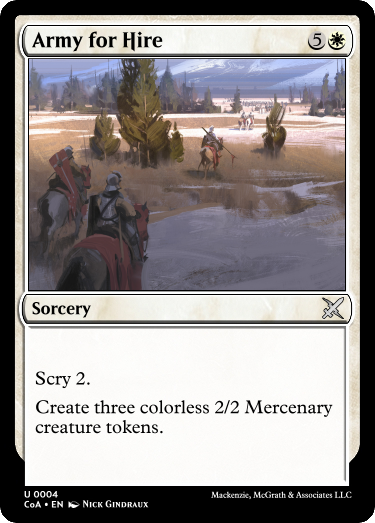 Army for Hire 5
Sorcery
Scry 2.
Create three colorless 2/2 Mercenary
creature tokens.
U 0004
CoA • EN Nick Gindraux
Mackenzie, McGrath & Associates LLC